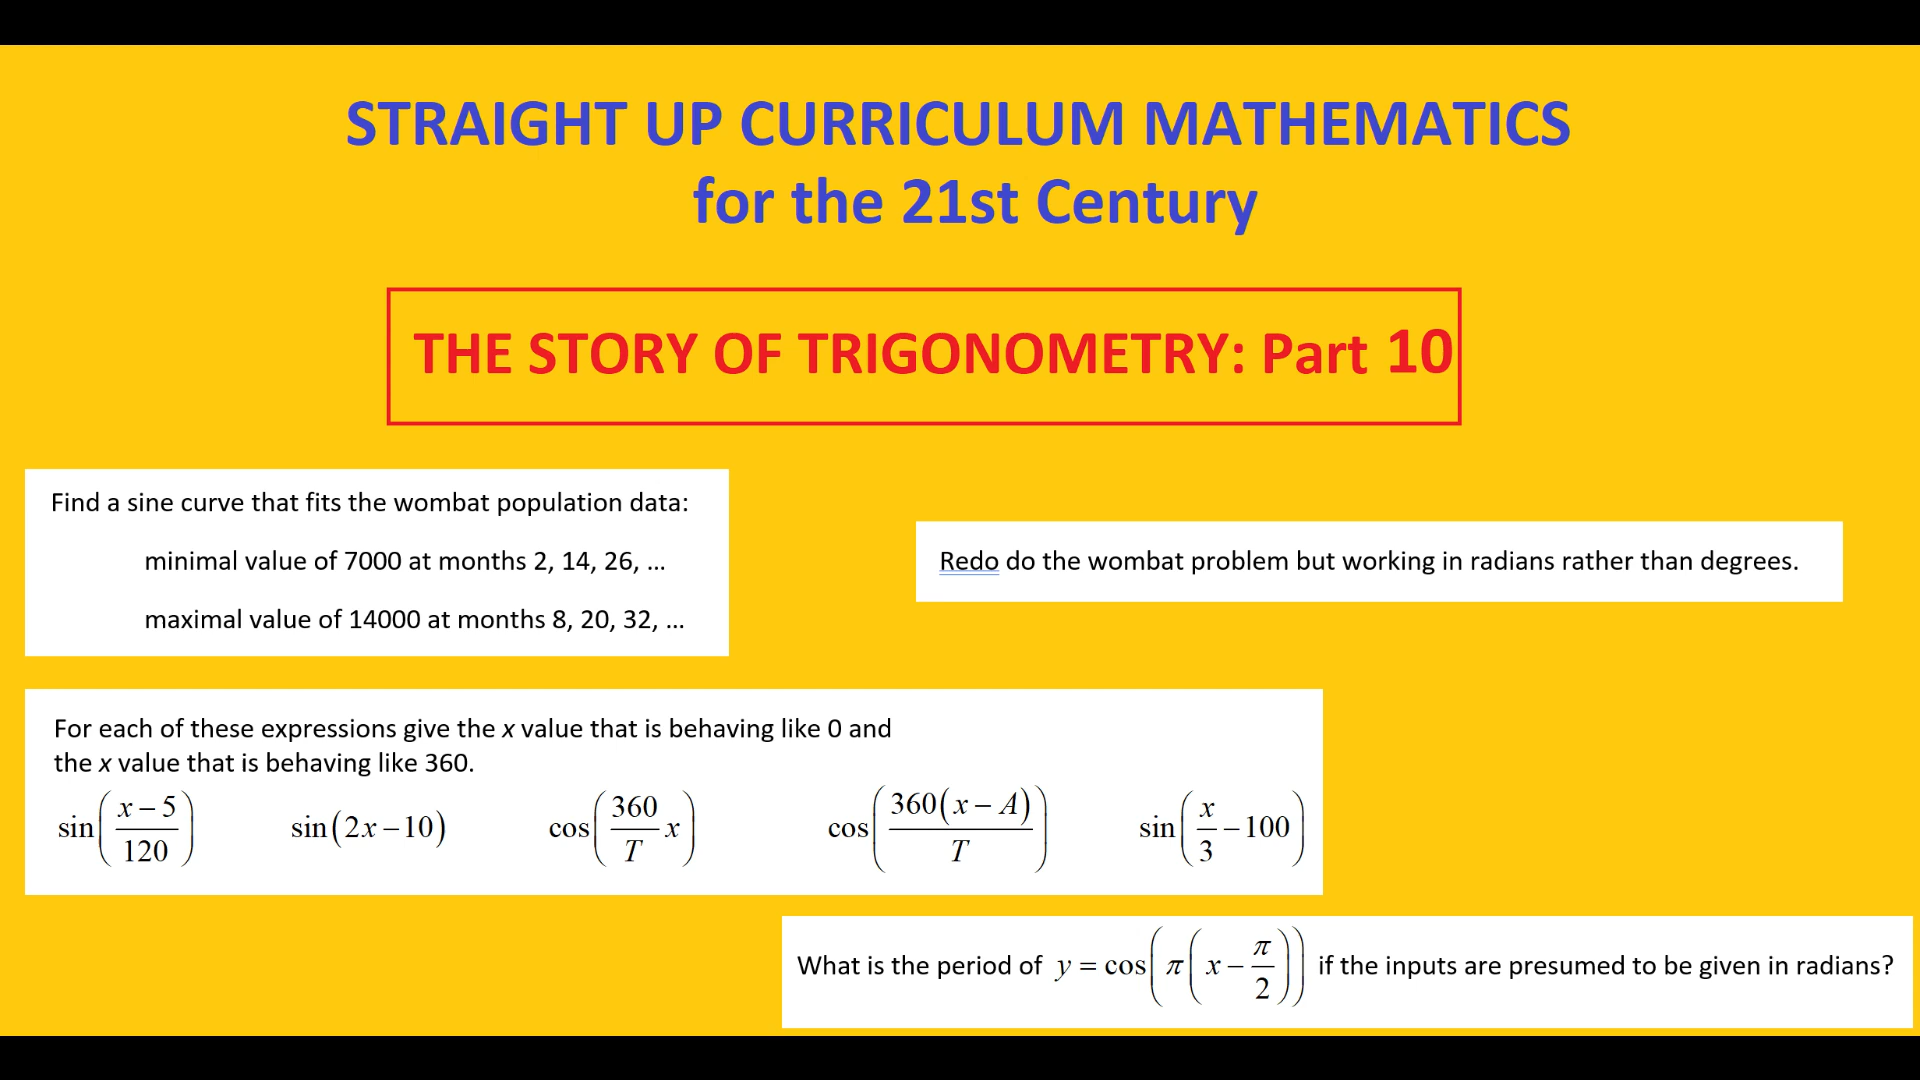 STRAIGHT UP CURRICULUM MATHEMATICS
for the 21st Century
THE STORY OF TRIGONOMETRY: Part 10
Find a sine curve that fits the wombat population data:
minimal value of 7000 at months 2, 14, 26, ...
maximal value of 14000 at months 8, 20, 32, ...
Redo do the wombat problem but working in radians rather than degrees.
For each of these expressions give the x value that is behaving like 0 and
the x value that is behaving like 360.
sin((x – 5)/120) sin(2x – 10) cos((360/T)x) cos(360(x – A)/T) sin(x/3 – 100)
What is the period of y = cos(π(x – π/2)) if the inputs are presumed to be given in radians?